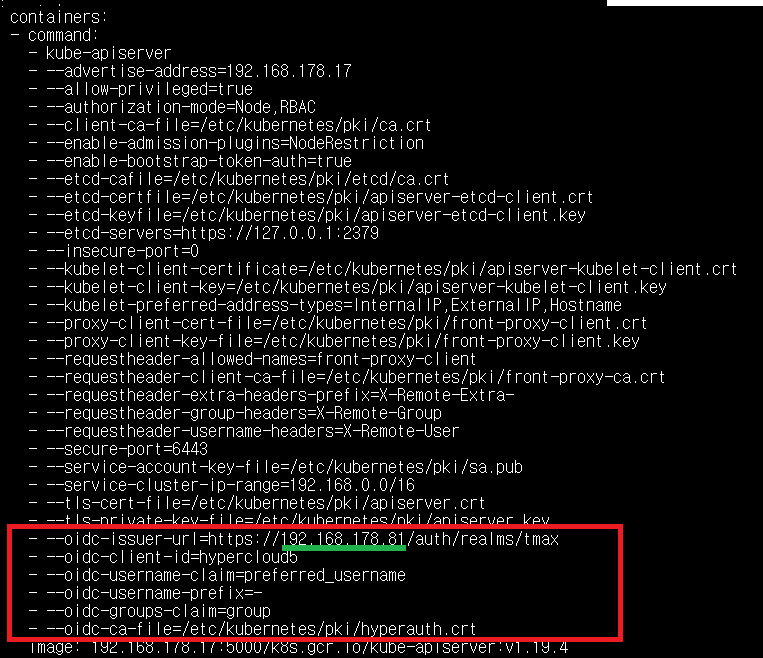 containers:
- command:
- kube-apiserver
- --advertise-address=192.168.178.17
- --allow-privileged=true
- --authorization-mode=Node,RBAC
- --client-ca-file=/etc/kubernetes/pki/ca.crt
- --enable-admission-plugins=NodeRestriction
- --enable-bootstrap-token-auth=true
- --etcd-cafile=/etc/kubernetes/pki/etcd/ca.crt
- --etcd-certfile=/etc/kubernetes/pki/apiserver-etcd-client.crt
- --etcd-keyfile=/etc/kubernetes/pki/apiserver-etcd-client.key
- --etcd-servers=https://127.0.0.1:2379
- --insecure-port=0
- --kubelet-client-certificate=/etc/kubernetes/pki/apiserver-kubelet-client.crt
- --kubelet-client-key=/etc/kubernetes/pki/apiserver-kubelet-client.key
- --kubelet-preferred-address-types=InternalIP,ExternalIP,Hostname
- --proxy-client-cert-file=/etc/kubernetes/pki/front-proxy-client.crt
- --proxy-client-key-file=/etc/kubernetes/pki/front-proxy-client.key
- --requestheader-allowed-names=front-proxy-client
- --requestheader-client-ca-file=/etc/kubernetes/pki/front-proxy-ca.crt
- --requestheader-extra-headers-prefix=X-Remote-Extra-
- --requestheader-group-headers=X-Remote-Group
- --requestheader-username-headers=X-Remote-User
- --secure-port=6443
- --service-account-key-file=/etc/kubernetes/pki/sa.pub
- --service-cluster-ip-range=192.168.0.0/16
- --tls-cert-file=/etc/kubernetes/pki/apiserver.crt
- --tls-private-key-file=/etc/kubernetes/pki/apiserver.key
- --oidc-issuer-url=https://192.168.178.81/auth/realms/tmax
- --oidc-client-id=hypercloud5
- --oidc-username-claim=preferred_username
- --oidc-username-prefix=-
- --oidc-groups-claim=group
- --oidc-ca-file=/etc/kubernetes/pki/hyperauth.crt
image: 192.168.178.17:5000/k8s.gcr.io/kube-apiserver:v1.19.4